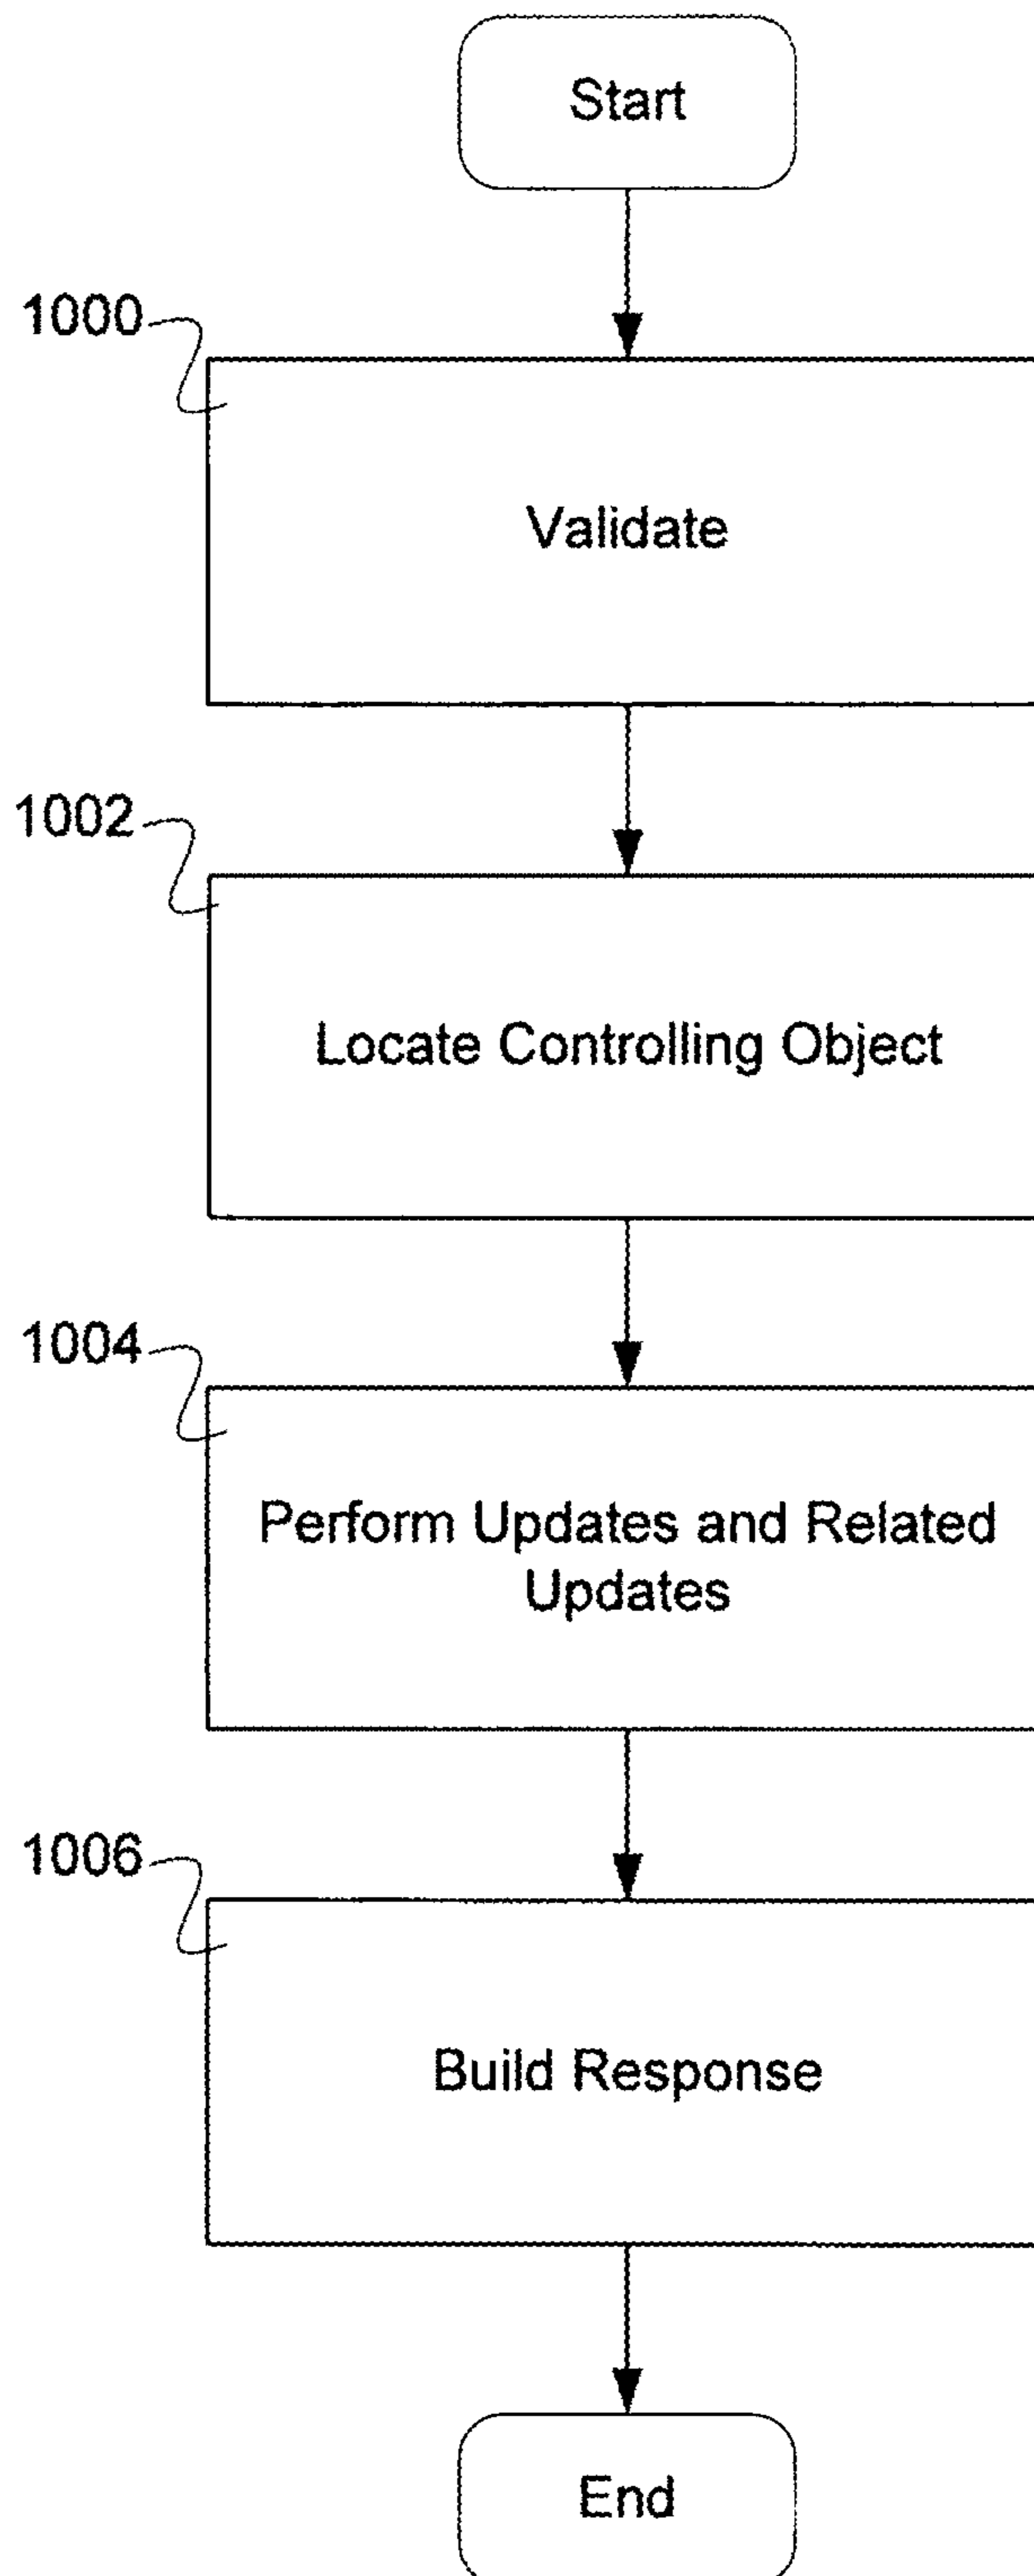 Start
1000
Validate
1002
Locate Controlling Object
1004
Perform Updates and Related
Updates
1006
Build Response
End